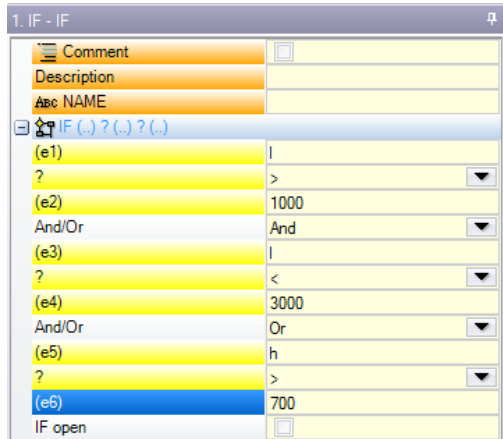 1. IF - IF
Comment
Description
ABC NAME
IF (..) ? (..) ? (..)
(e1) l
? >
(e2) 1000
And/Or And
(e3) l
? <
(e4) 3000
And/Or Or
(e5) h
? >
(e6) 700
IF open